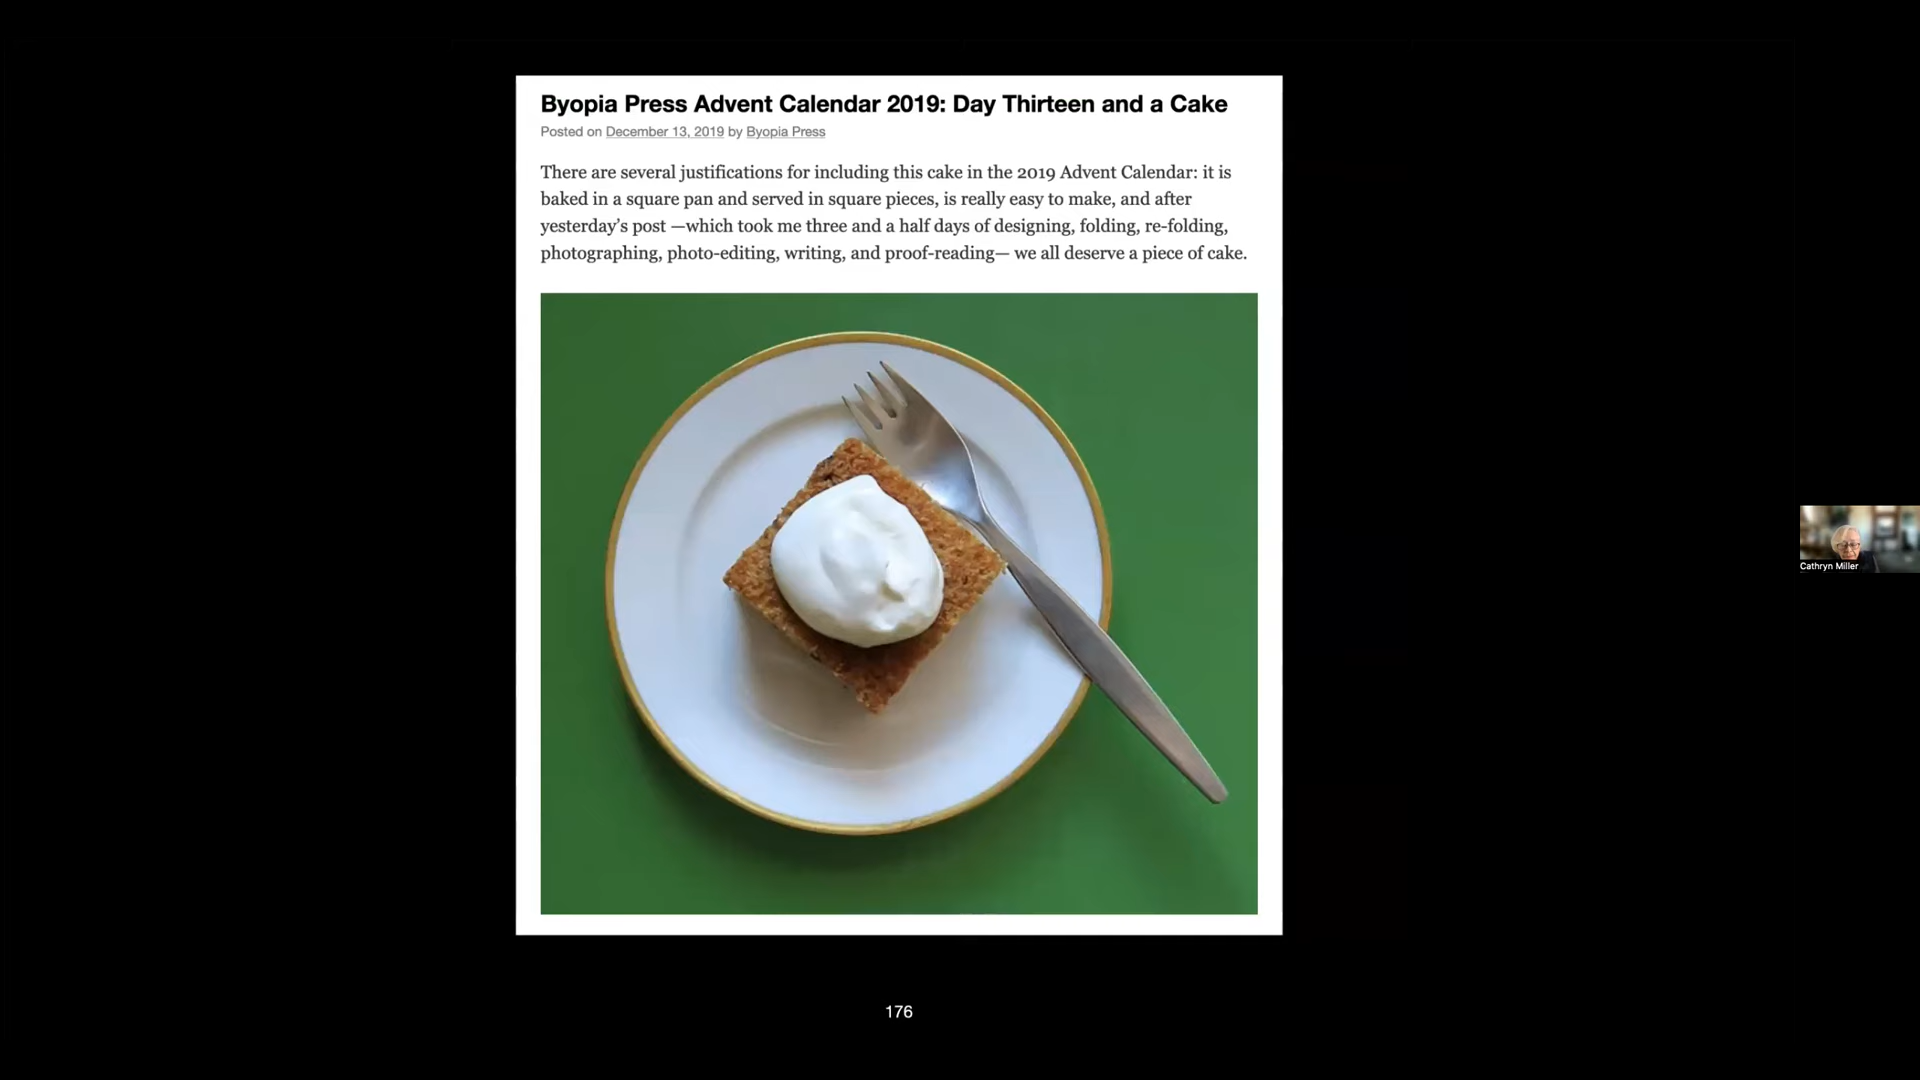 Byopia Press Advent Calendar 2019: Day Thirteen and a Cake
Posted on December 13, 2019 by Byopia Press
There are several justifications for including this cake in the 2019 Advent Calendar: it is
baked in a square pan and served in square pieces, is really easy to make, and after
yesterday's post —which took me three and a half days of designing, folding, re-folding,
photographing, photo-editing, writing, and proof-reading— we all deserve a piece of cake.
Cathryn Miller
176